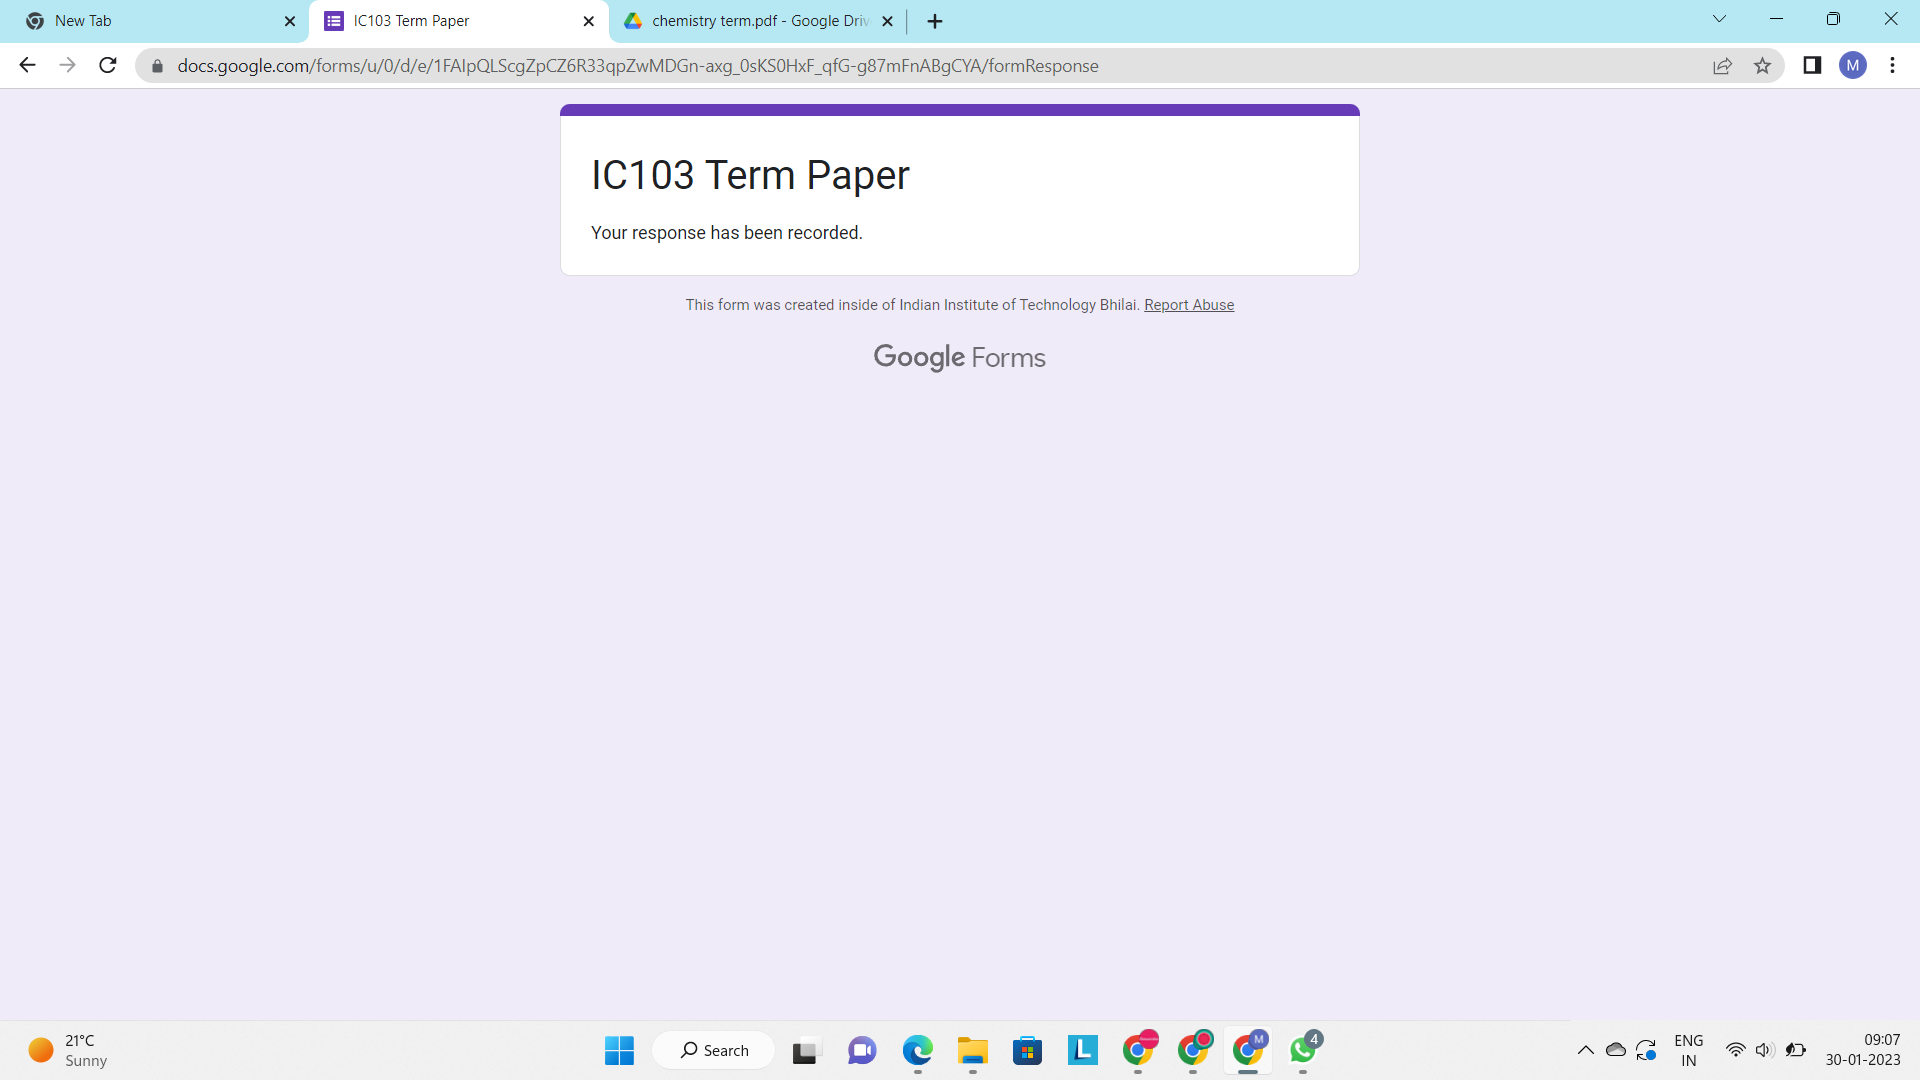 New Tab
IC103 Term Paper
chemistry term.pdf - Google Driv
docs.google.com/forms/u/0/d/e/1FAIpQLScgZpCZ6R33qpZwMDGn-axg_0sKS0HxF_qfG-g87mFnABgCYA/formResponse
M
IC103 Term Paper
Your response has been recorded.
This form was created inside of Indian Institute of Technology Bhilai. Report Abuse
Google Forms
21°C
Sunny
Search
L
M
4
ENG
IN
09:07
30-01-2023